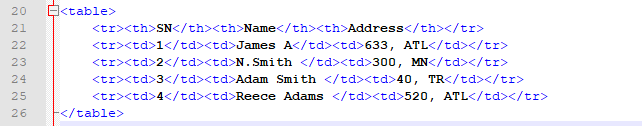 20 <table>
21 <tr><th>SN</th><th>Name</th><th>Address</th></tr>
22 <tr><td>1</td><td>James A</td><td>633, ATL</td></tr>
23 <tr><td>2</td><td>N.Smith </td><td>300, MN</td></tr>
24 <tr><td>3</td><td>Adam Smith </td><td>40, TR</td></tr>
25 <tr><td>4</td><td>Reece Adams </td><td>520, ATL</td></tr>
26 </table>